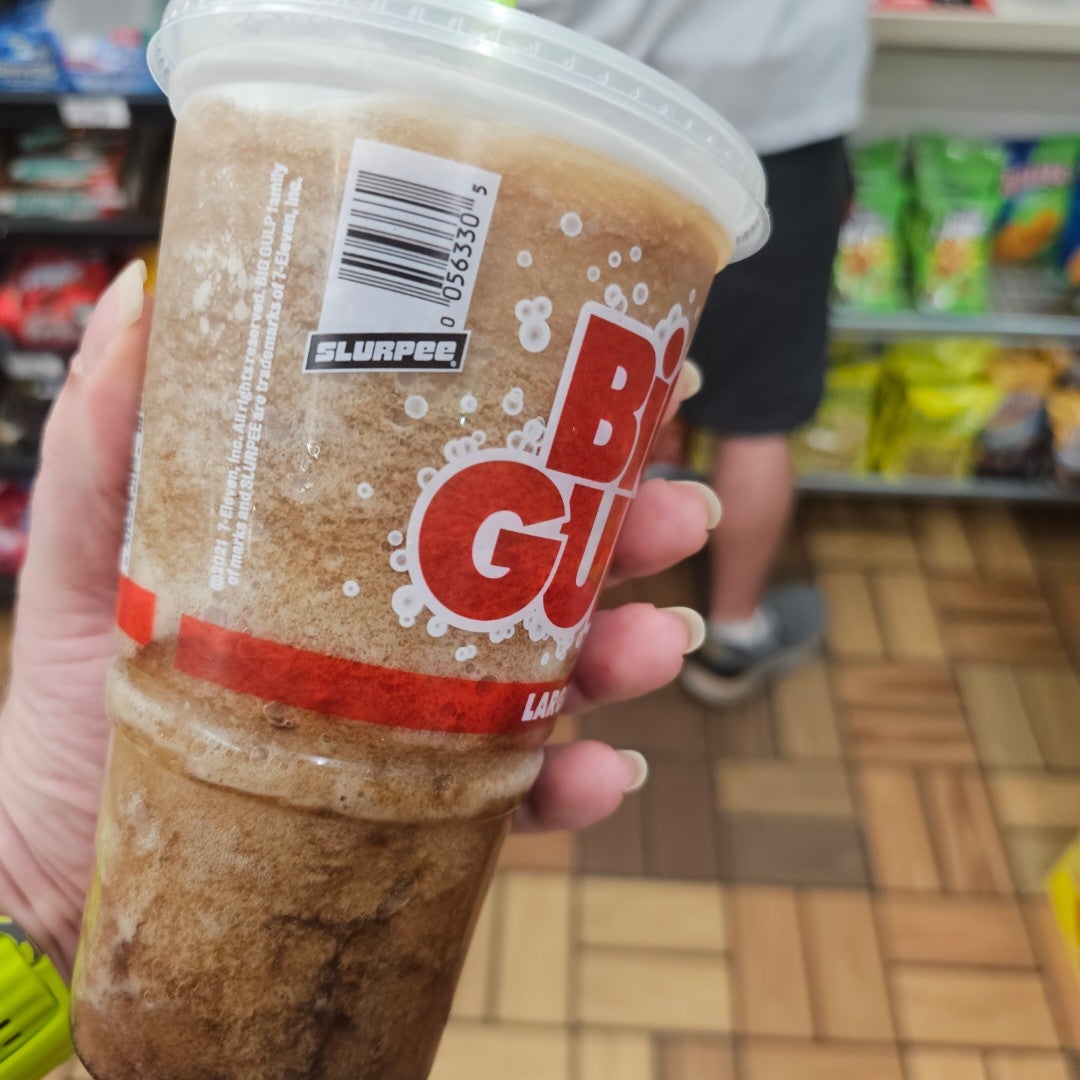 0 056330 5
SLURPEE®
©2021 7-Eleven, Inc. All rights reserved. BIG GULP family
of marks and SLURPEE are trademarks of 7-Eleven, Inc.
Bi
GU
LARG